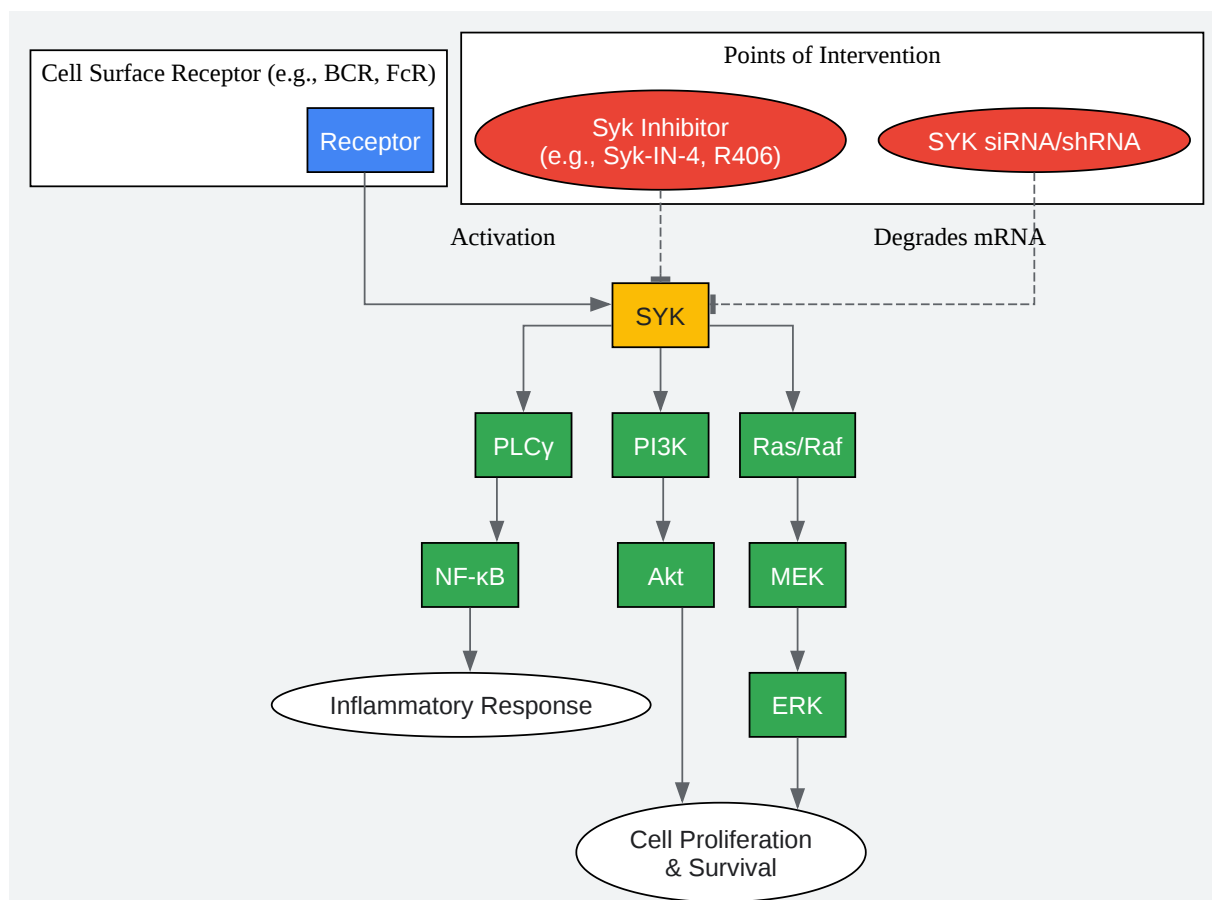 Points of Intervention
Cell Surface Receptor (e.g., BCR, FcR)
Receptor
Syk Inhibitor
(e.g., Syk-IN-4, R406)
SYK siRNA/shRNA
Activation
Degrades mRNA
SYK
PLCγ
PI3K
Ras/Raf
NF-κB
Akt
MEK
Inflammatory Response
ERK
Cell Proliferation
& Survival